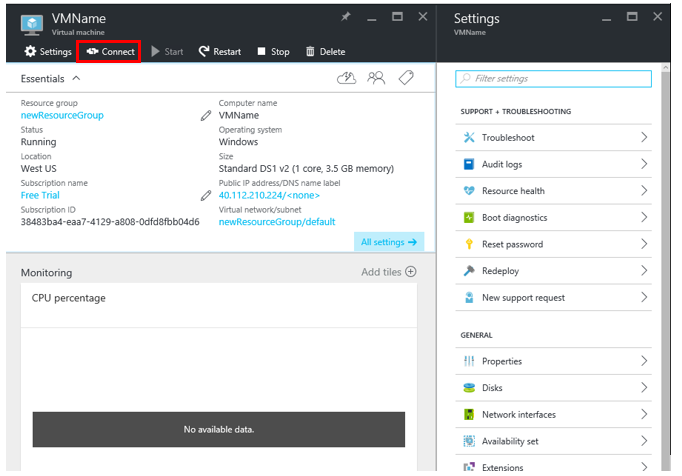 VMName
Virtual machine
Settings Connect Start Restart Stop Delete
Essentials
Resource group
newResourceGroup
Status
Running
Location
West US
Subscription name
Free Trial
Subscription ID
38483ba4-eaa7-4129-a808-0dfd8fbb04d6
Computer name
VMName
Operating system
Windows
Size
Standard DS1 v2 (1 core, 3.5 GB memory)
Public IP address/DNS name label
40.112.210.224/<none>
Virtual network/subnet
newResourceGroup/default
All settings
Monitoring
Add tiles
CPU percentage
No available data.
Settings
VMName
Filter settings
SUPPORT + TROUBLESHOOTING
Troubleshoot
Audit logs
Resource health
Boot diagnostics
Reset password
Redeploy
New support request
GENERAL
Properties
Disks
Network interfaces
Availability set
Extensions